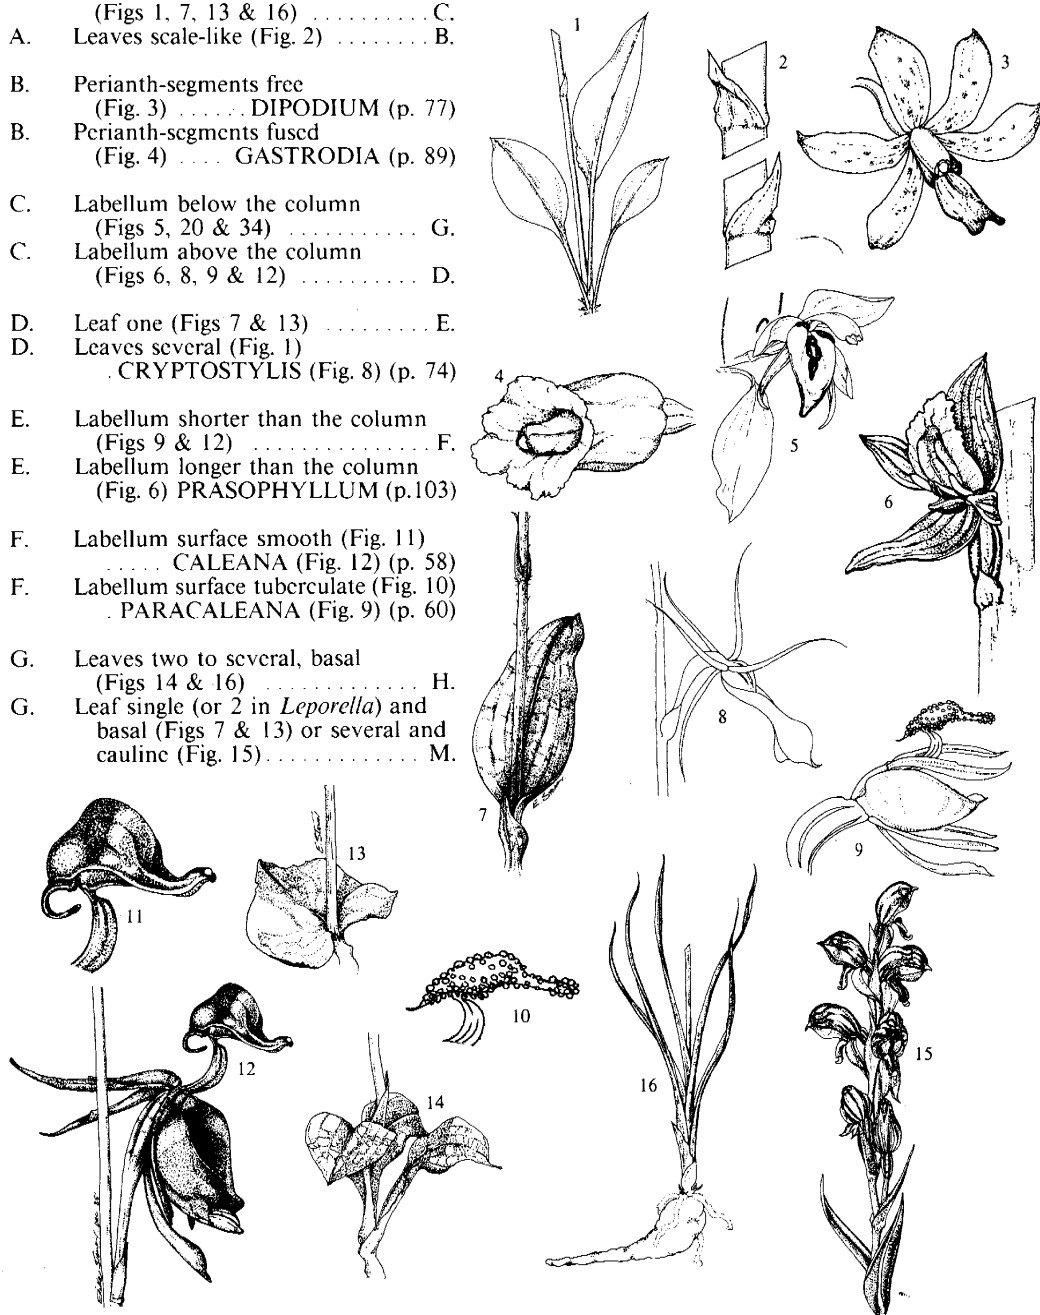 (Figs 1, 7, 13 & 16) .......... C.
A. Leaves scale-like (Fig. 2) ........ B.
B. Perianth-segments free
(Fig. 3) ...... DIPODIUM (p. 77)
B. Perianth-segments fused
(Fig. 4) .... GASTRODIA (p. 89)
C. Labellum below the column
(Figs 5, 20 & 34) .......... G.
C. Labellum above the column
(Figs 6, 8, 9 & 12) .......... D.
D. Leaf one (Figs 7 & 13) ......... E.
D. Leaves several (Fig. 1)
. CRYPTOSTYLIS (Fig. 8) (p. 74)
E. Labellum shorter than the column
(Figs 9 & 12) ............... F.
E. Labellum longer than the column
(Fig. 6) PRASOPHYLLUM (p.103)
F. Labellum surface smooth (Fig. 11)
..... CALEANA (Fig. 12) (p. 58)
F. Labellum surface tuberculate (Fig. 10)
. PARACALEANA (Fig. 9) (p. 60)
G. Leaves two to several, basal
(Figs 14 & 16) ............. H.
G. Leaf single (or 2 in Leporella) and
basal (Figs 7 & 13) or several and
cauline (Fig. 15) ............. M.
1
2
3
4
5
6
7
8
9
10
11
12
13
14
15
16